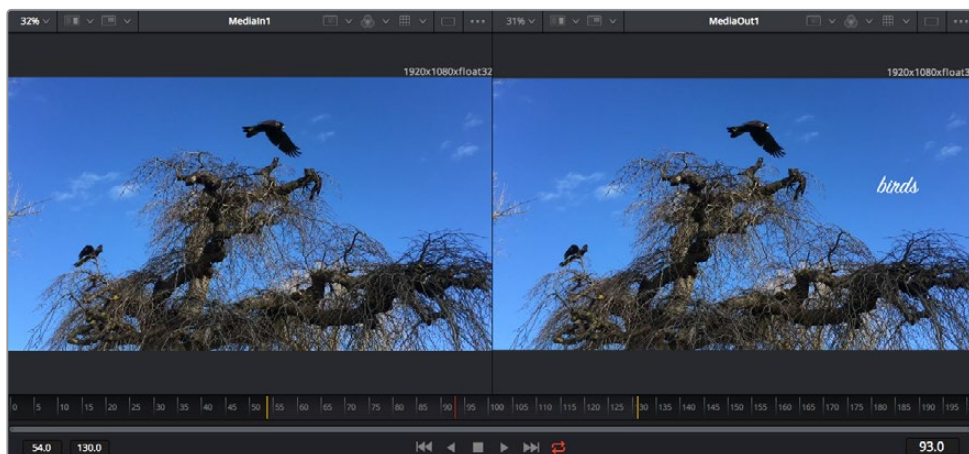 32% MediaIn1 31% MediaOut1
1920x1080xfloat32 1920x1080xfloat3
birds
0 5 10 15 20 25 30 35 40 45 50 55 60 65 70 75 80 85 90 95 100 105 110 115 120 125 130 135 140 145 150 155 160 165 170 175 180 185 190 195
54.0 130.0 93.0